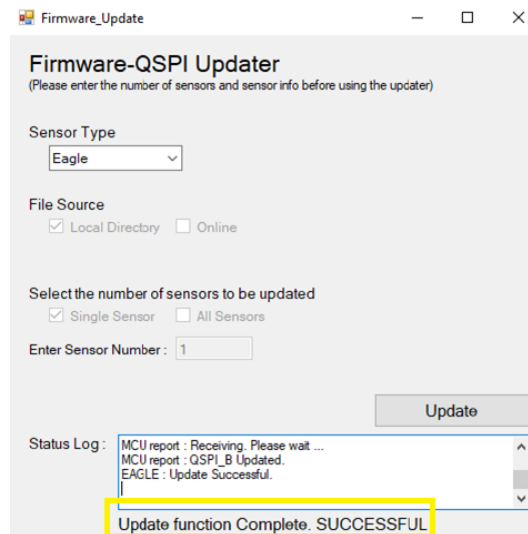 Firmware_Update
Firmware-QSPI Updater
(Please enter the number of sensors and sensor info before using the updater)
Sensor Type
Eagle
File Source
Local Directory Online
Select the number of sensors to be updated
Single Sensor All Sensors
Enter Sensor Number : 1
Update
Status Log :
MCU report : Receiving. Please wait ...
MCU report : QSPI_B Updated.
EAGLE : Update Successful.
Update function Complete. SUCCESSFUL